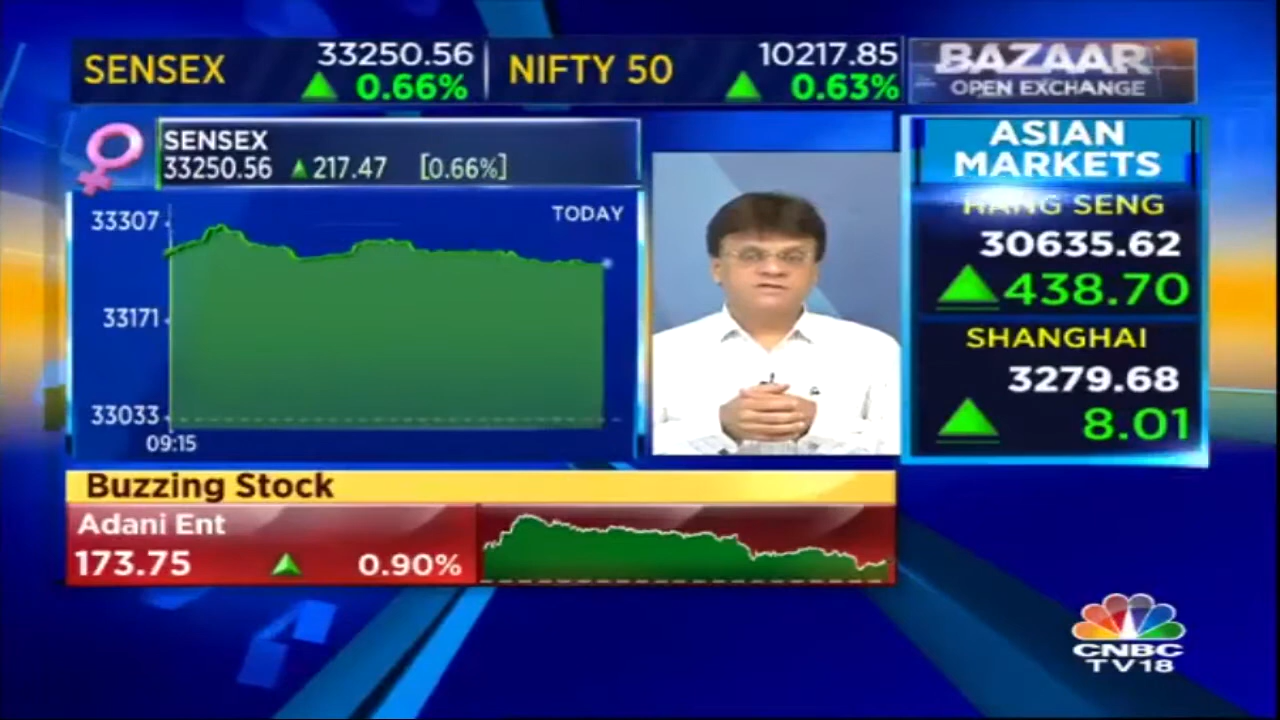 SENSEX
33250.56
0.66%
NIFTY 50
10217.85
0.63%
BAZAAR
OPEN EXCHANGE
SENSEX
33250.56 217.47 [0.66%]
TODAY
33307
33171
33033
09:15
ASIAN
MARKETS
HANG SENG
30635.62
438.70
SHANGHAI
3279.68
8.01
Buzzing Stock
Adani Ent
173.75 0.90%
CNBC
TV18